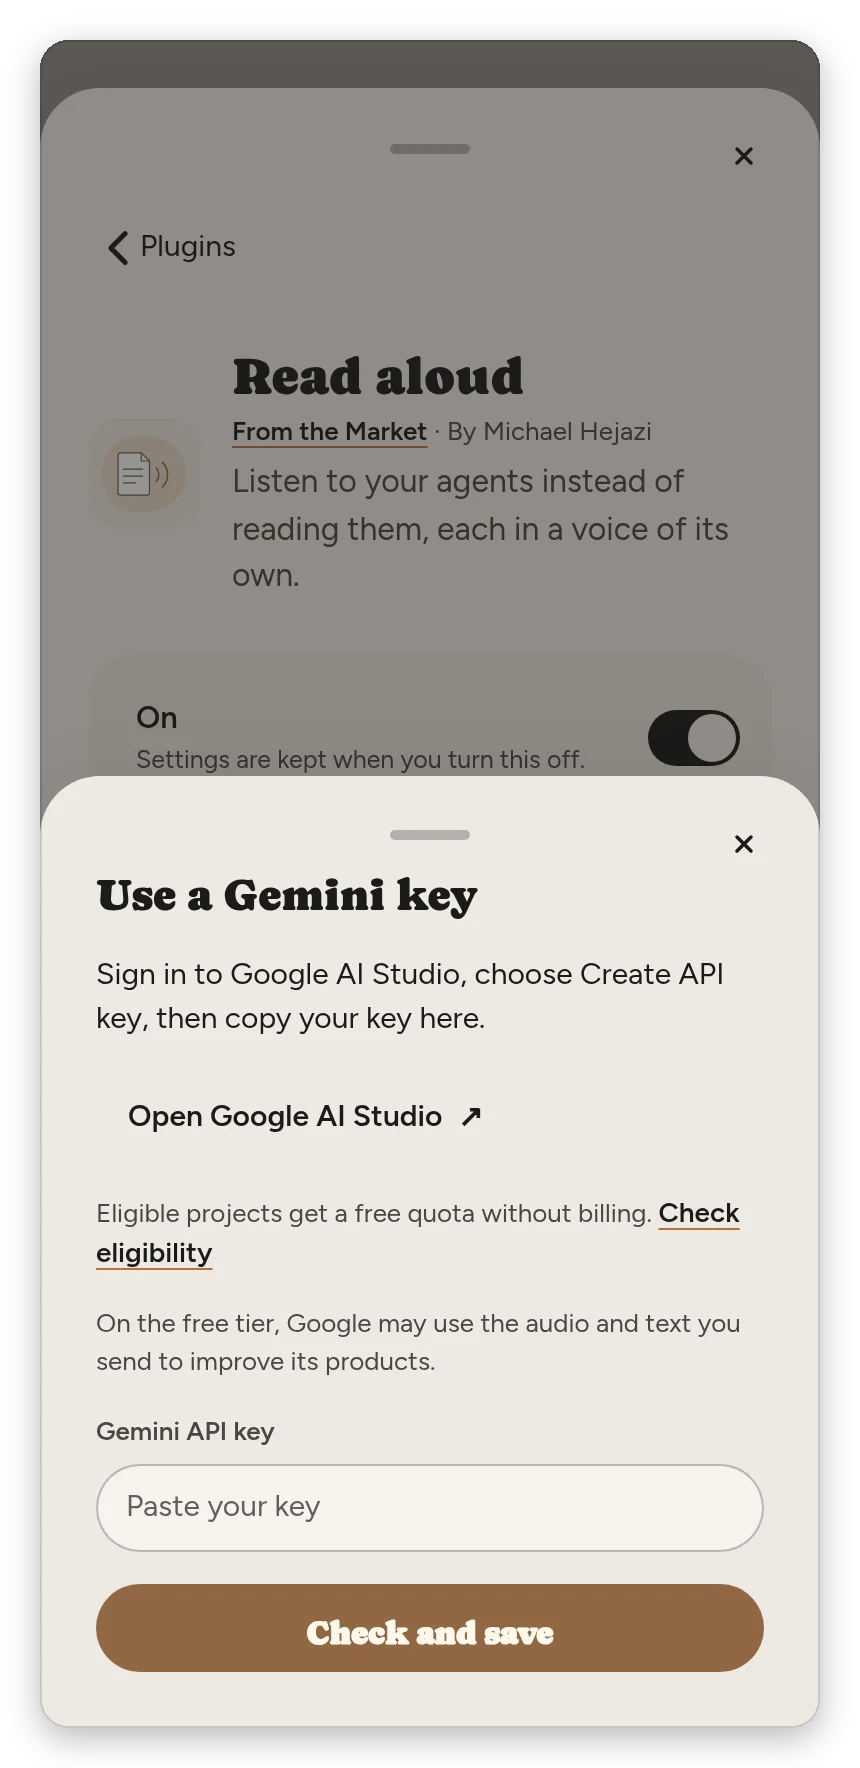 Plugins
Read aloud
From the Market · By Michael Hejazi
Listen to your agents instead of
reading them, each in a voice of its
own.
On
Settings are kept when you turn this off.
Use a Gemini key
Sign in to Google AI Studio, choose Create API
key, then copy your key here.
Open Google AI Studio ↗
Eligible projects get a free quota without billing. Check
eligibility
On the free tier, Google may use the audio and text you
send to improve its products.
Gemini API key
Paste your key
Check and save